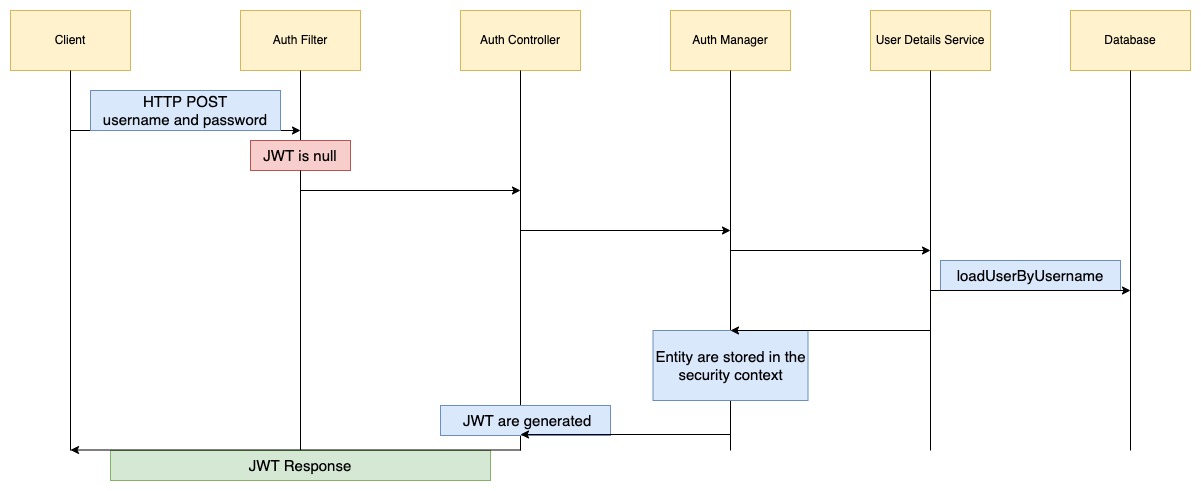 Client
Auth Filter
Auth Controller
Auth Manager
User Details Service
Database
HTTP POST
username and password
JWT is null
loadUserByUsername
Entity are stored in the
security context
JWT are generated
JWT Response